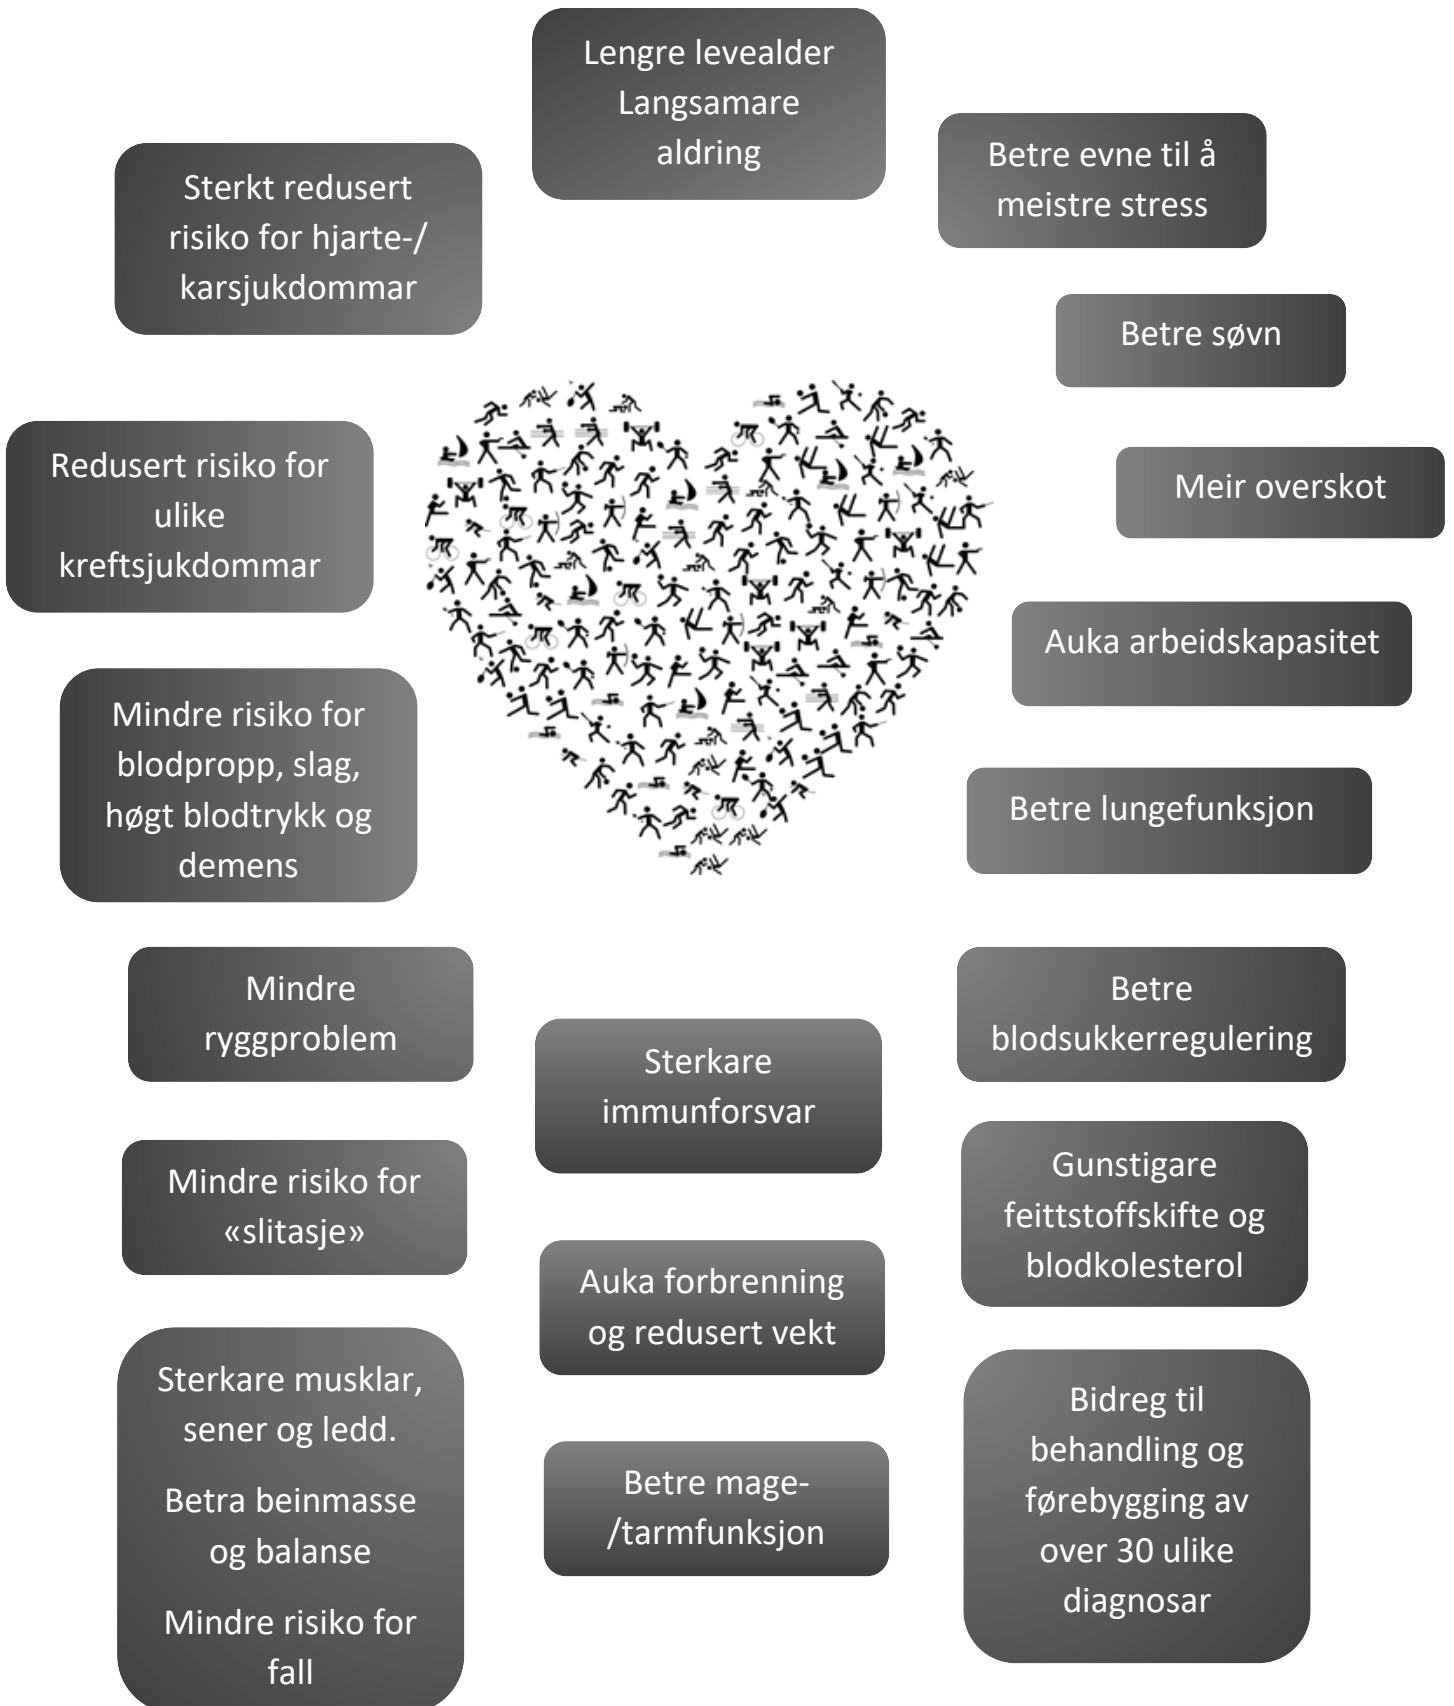 Lengre levealder
Langsamare
aldring
Betre evne til å
meistre stress
Sterkt redusert
risiko for hjarte-/
karsjukdommar
Betre søvn
Redusert risiko for
ulike
kreftsjukdommar
Meir overskot
Auka arbeidskapasitet
Mindre risiko for
blodpropp, slag,
høgt blodtrykk og
demens
Betre lungefunksjon
Mindre
ryggproblem
Betre
blodsukkerregulering
Sterkare
immunforsvar
Mindre risiko for
«slitasje»
Gunstigare
feittstoffskifte og
blodkolesterol
Auka forbrenning
og redusert vekt
Sterkare musklar,
sener og ledd.
Betra beinmasse
og balanse
Mindre risiko for
fall
Betre mage-
/tarmfunksjon
Bidreg til
behandling og
førebygging av
over 30 ulike
diagnosar